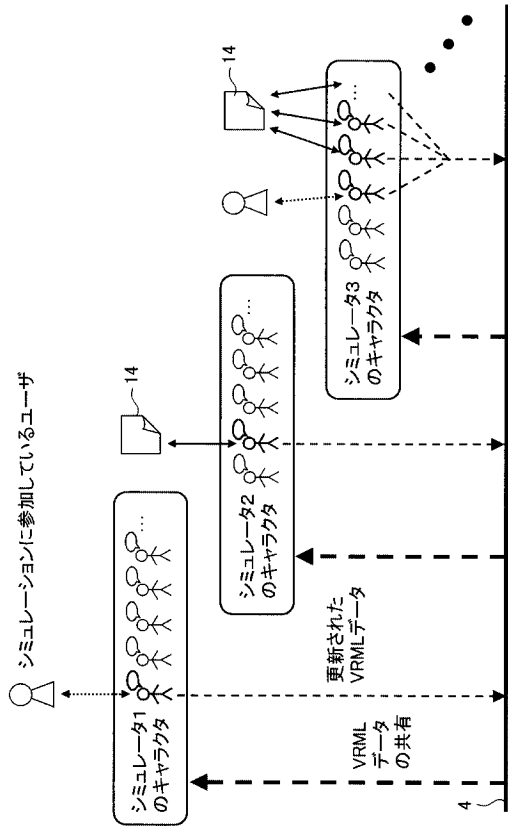 シミュレーションに参加しているユーザ
シミュレータ1
のキャラクタ
…
14
シミュレータ2
のキャラクタ
…
14
シミュレータ3
のキャラクタ
…
VRML
データ
の共有
更新された
VRMLデータ
4